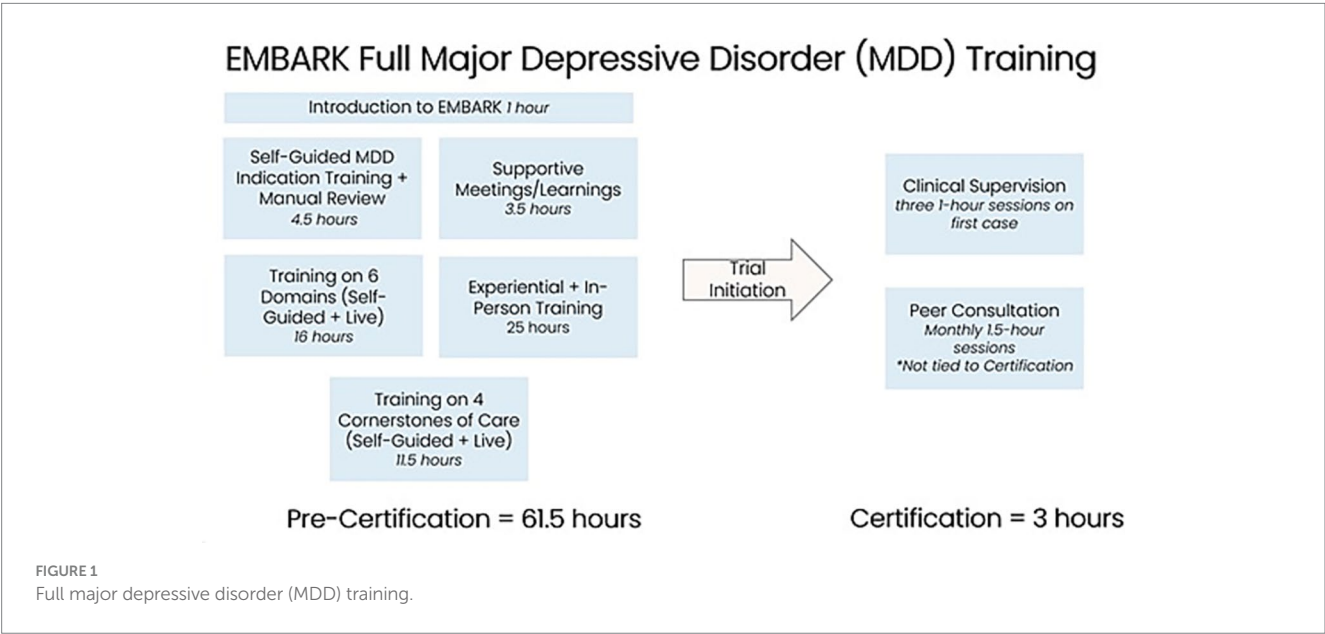 EMBARK Full Major Depressive Disorder (MDD) Training
Introduction to EMBARK 1 hour
Self-Guided MDD
Indication Training +
Manual Review
4.5 hours
Supportive
Meetings/Learnings
3.5 hours
Training on 6
Domains (Self-
Guided + Live)
16 hours
Experiential + In-
Person Training
25 hours
Training on 4
Cornerstones of Care
(Self-Guided + Live)
11.5 hours
Pre-Certification = 61.5 hours
Trial
Initiation
Clinical Supervision
three 1-hour sessions on
first case
Peer Consultation
Monthly 1.5-hour
sessions
*Not tied to Certification
Certification = 3 hours
FIGURE 1
Full major depressive disorder (MDD) training.